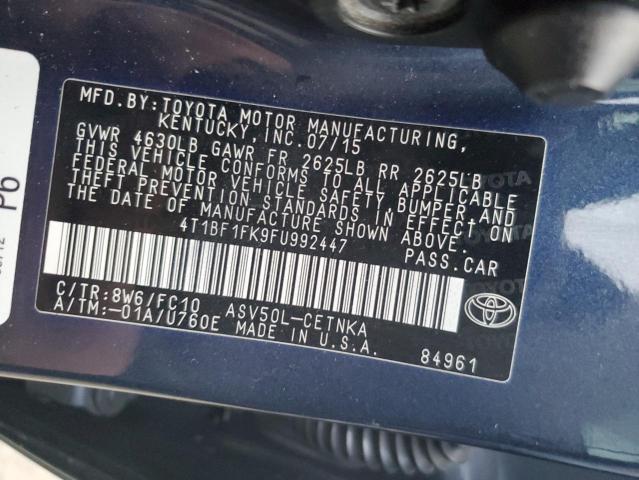 MFD.BY:TOYOTA MOTOR MANUFACTURING,
KENTUCKY, INC.07/15
GVWR 4630LB GAWR FR 2625LB RR 2625LB
THIS VEHICLE CONFORMS TO ALL APPLICABLE
FEDERAL MOTOR VEHICLE SAFETY, BUMPER, AND
THEFT PREVENTION STANDARDS IN EFFECT ON
THE DATE OF MANUFACTURE SHOWN ABOVE.
4T1BF1FK9FU992447
PASS.CAR
C/TR:8W6/FC10
A/TM:-01A/U760E
ASV50L-CETNKA
MADE IN U.S.A.
TOYOTA
84961
P6